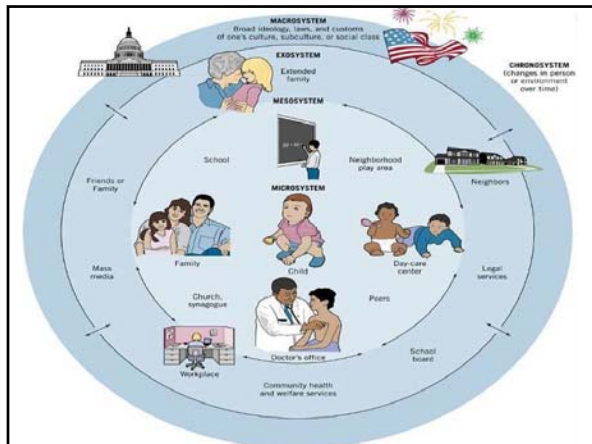 MACROSYSTEM
Broad ideology, laws, and customs
of one's culture, subculture, or social class
EXOSYSTEM
Extended
family
CHRONOSYSTEM
(changes in person
or environment
over time)
MESOSYSTEM
School
Neighborhood
play area
Friends or
Family
Neighbors
MICROSYSTEM
Family
Child
Day-care
center
Mass
media
Legal
services
Church,
synagogue
Peers
Doctor's office
Workplace
School
board
Community health
and welfare services